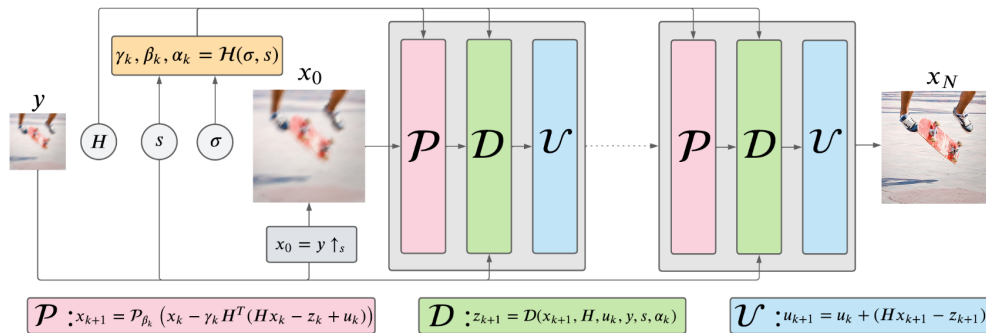 γ_k, β_k, α_k = ℋ(σ, s)
y
H
s
σ
x_0
x_0 = y ↑_s
𝒫
𝒟
𝒰
𝒫
𝒟
𝒰
x_N
𝒫 : x_{k+1} = 𝒫_{β_k} (x_k − γ_k H^T (Hx_k − z_k + u_k))
𝒟 : z_{k+1} = 𝒟(x_{k+1}, H, u_k, y, s, α_k)
𝒰 : u_{k+1} = u_k + (Hx_{k+1} − z_{k+1})